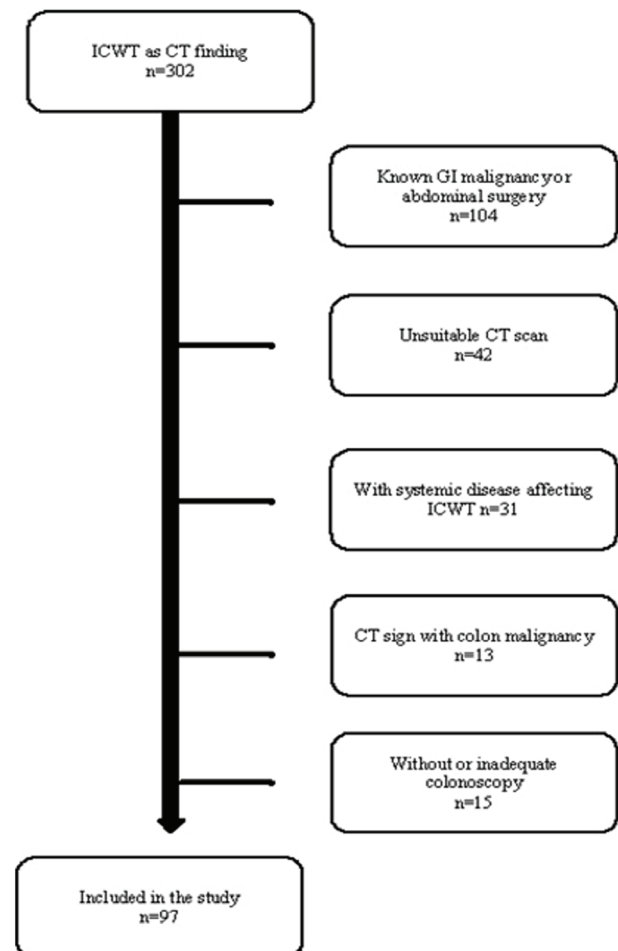 ICWT as CT finding
n=302
Known GI malignancy or
abdominal surgery
n=104
Unsuitable CT scan
n=42
With systemic disease affecting
ICWT n=31
CT sign with colon malignancy
n=13
Without or inadequate
colonoscopy
n=15
Included in the study
n=97